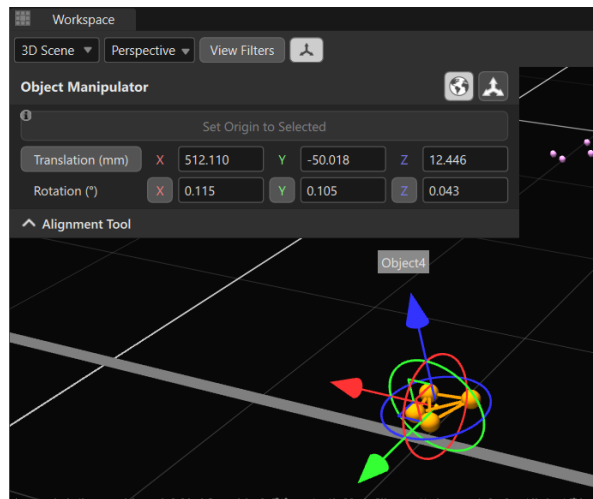 Workspace
3D Scene Perspective View Filters
Object Manipulator
Set Origin to Selected
Translation (mm) X 512.110 Y -50.018 Z 12.446
Rotation (°) X 0.115 Y 0.105 Z 0.043
Alignment Tool
Object4